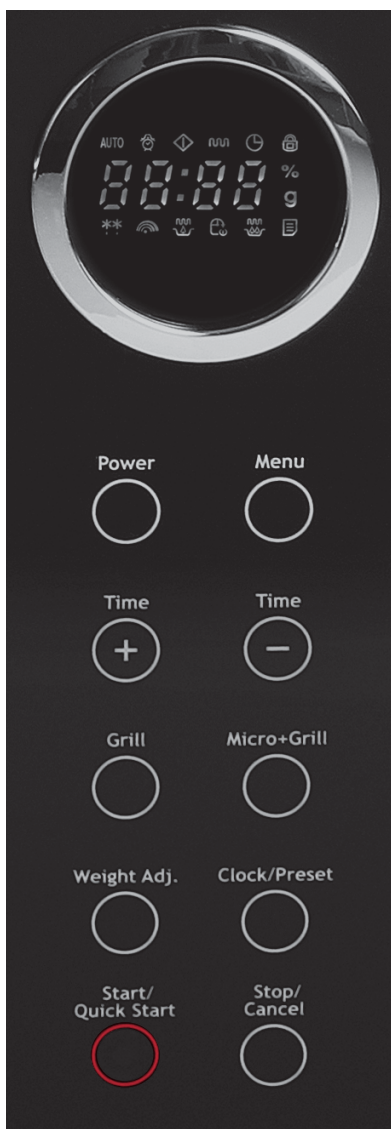 AUTO
88:88 %
g
Power Menu
Time Time
+ −
Grill Micro+Grill
Weight Adj. Clock/Preset
Start/ Stop/
Quick Start Cancel